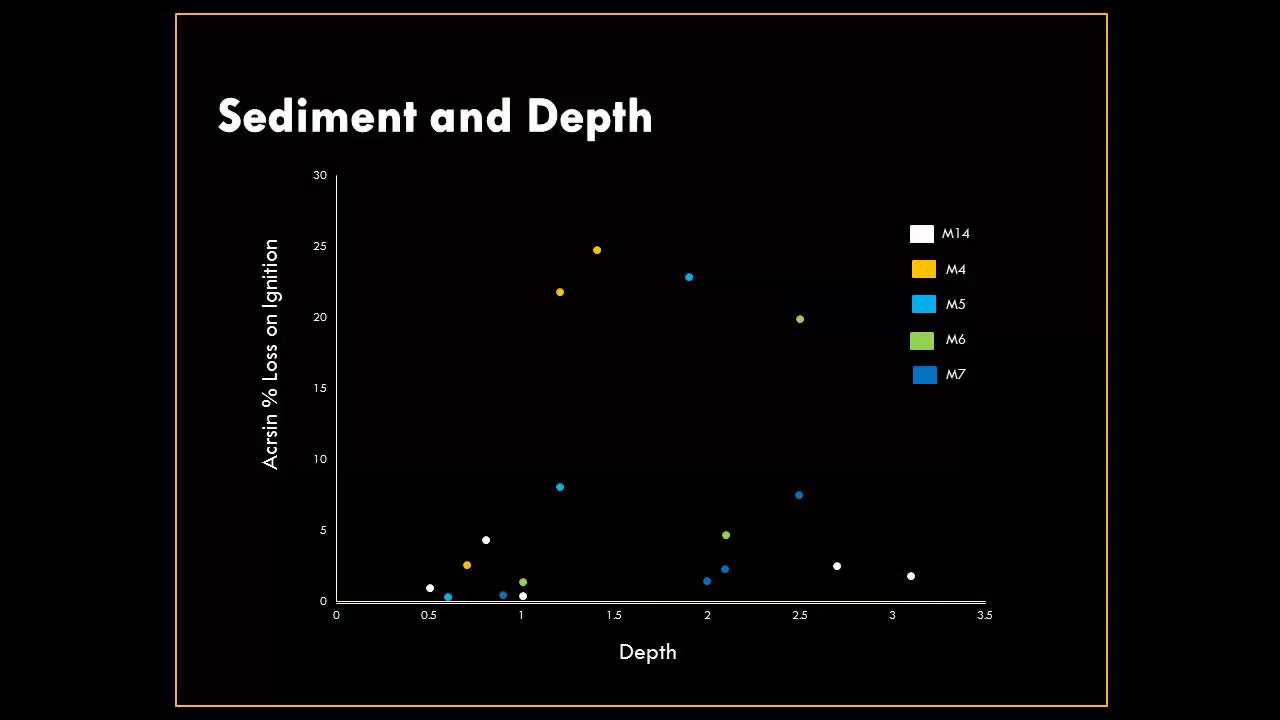 Sediment and Depth
30
25
20
15
10
5
0
Acrsin % Loss on Ignition
0 0.5 1 1.5 2 2.5 3 3.5
Depth
M14
M4
M5
M6
M7